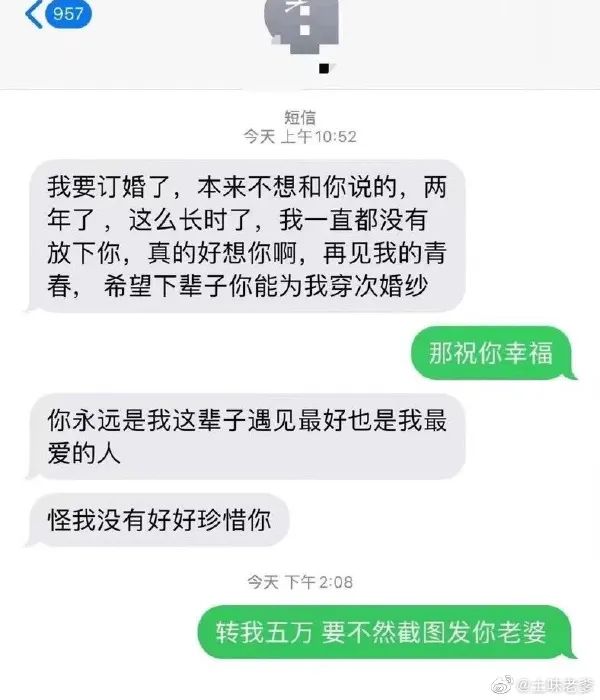 957
短信
今天 上午10:52
我要订婚了，本来不想和你说的，两
年了 ，这么长时了，我一直都没有
放下你，真的好想你啊，再见我的青
春， 希望下辈子你能为我穿次婚纱
那祝你幸福
你永远是我这辈子遇见最好也是我最
爱的人
怪我没有好好珍惜你
今天 下午2:08
转我五万 要不然截图发你老婆
@主味老爹